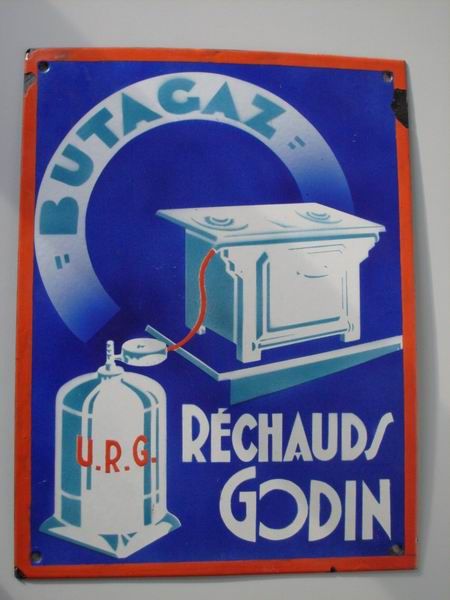 "BUTAGAZ"
U.R.G.
RÉCHAUDS
GODIN